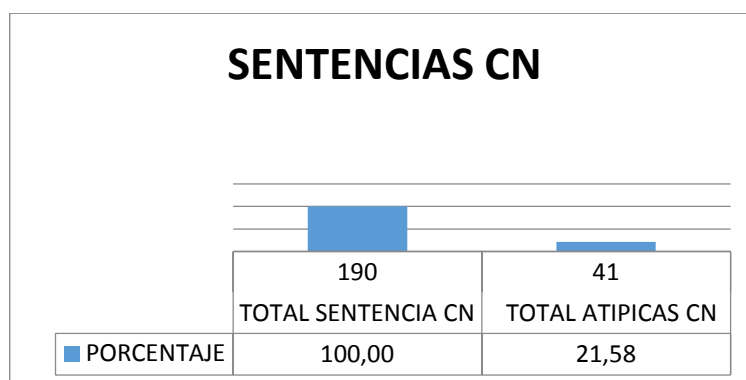 SENTENCIAS CN
190 41
TOTAL SENTENCIA CN TOTAL ATIPICAS CN
PORCENTAJE 100,00 21,58